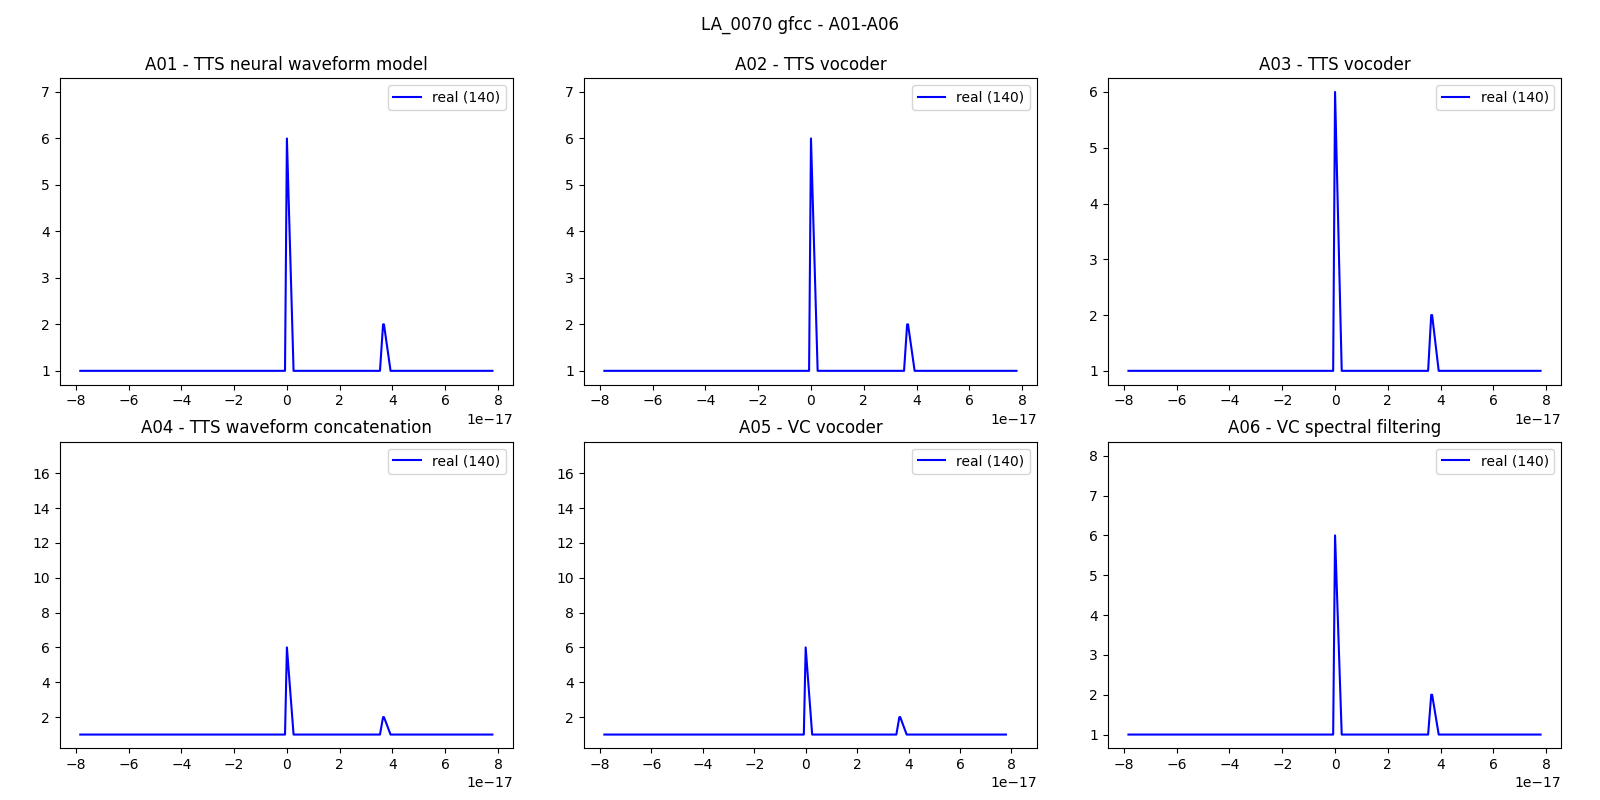 LA_0070 gfcc - A01-A06
A01 - TTS neural waveform model
real (140)
7
6
5
4
3
2
1
−8 −6 −4 −2 0 2 4 6 8
1e−17
A02 - TTS vocoder
real (140)
7
6
5
4
3
2
1
−8 −6 −4 −2 0 2 4 6 8
1e−17
A03 - TTS vocoder
real (140)
6
5
4
3
2
1
−8 −6 −4 −2 0 2 4 6 8
1e−17
A04 - TTS waveform concatenation
real (140)
16
14
12
10
8
6
4
2
−8 −6 −4 −2 0 2 4 6 8
1e−17
A05 - VC vocoder
real (140)
16
14
12
10
8
6
4
2
−8 −6 −4 −2 0 2 4 6 8
1e−17
A06 - VC spectral filtering
real (140)
8
7
6
5
4
3
2
1
−8 −6 −4 −2 0 2 4 6 8
1e−17